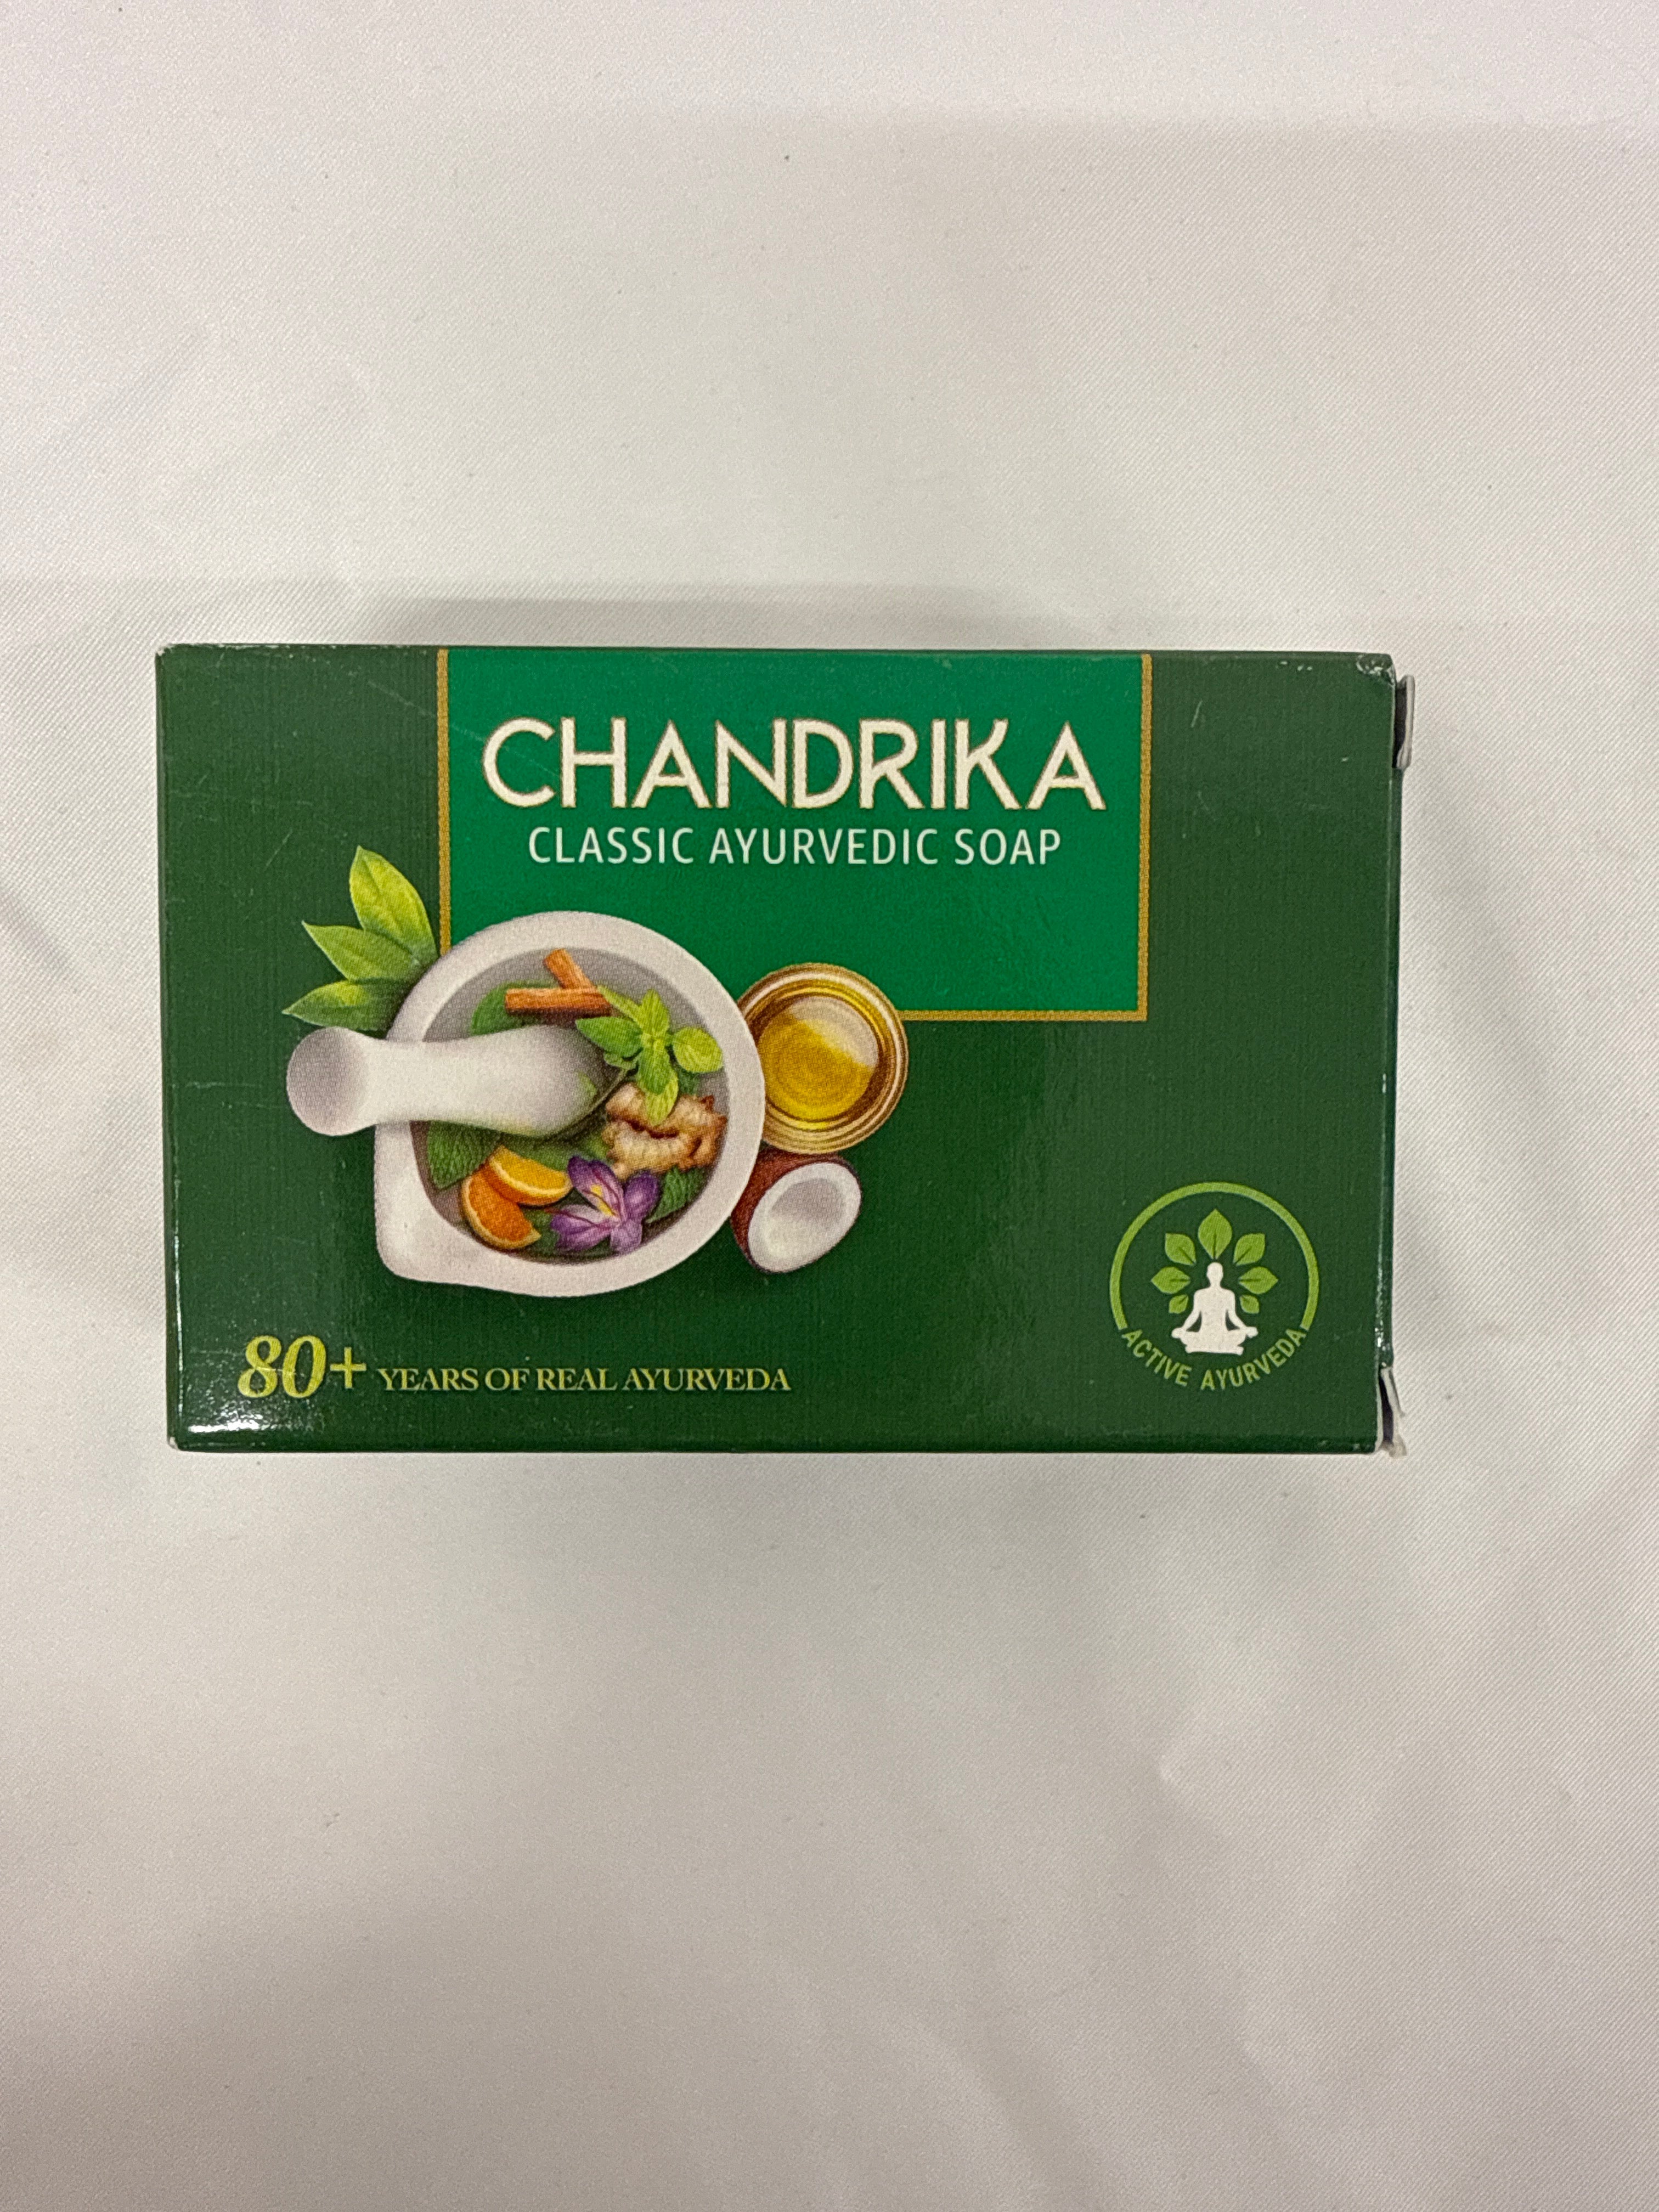 CHANDRIKA
CLASSIC AYURVEDIC SOAP
80+ YEARS OF REAL AYURVEDA
ACTIVE AYURVEDA